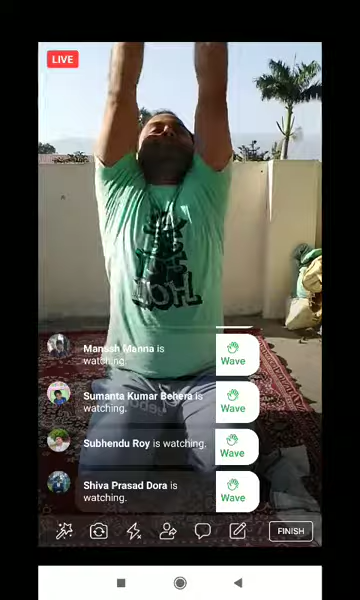 LIVE
Manash Manna is
watching.
Wave
Sumanta Kumar Behera is
watching.
Wave
Subhendu Roy is watching.
Wave
Shiva Prasad Dora is
watching.
Wave
FINISH